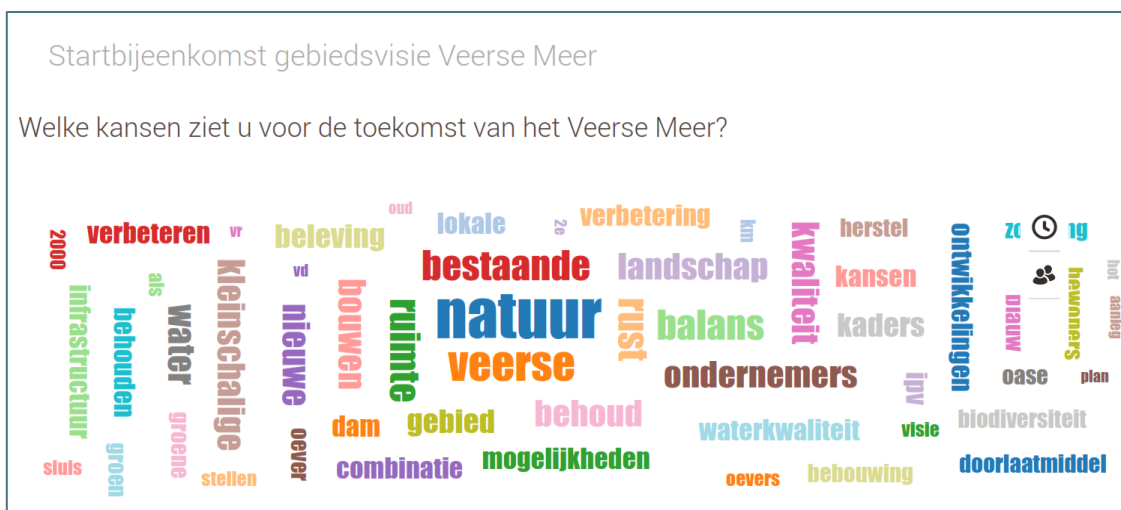 Startbijeenkomst gebiedsvisie Veerse Meer
Welke kansen ziet u voor de toekomst van het Veerse Meer?
oud
2000
verbeteren
vr
beleving
lokale
2e
verbetering
km
kwaliteit
herstel
ontwikkelingen
als
kleinschalige
vd
bestaande
landschap
kansen
bewoners
hot
infrastructuur
behouden
water
nieuwe
bouwen
ruimte
natuur
rust
balans
kaders
blauw
aanleg
veerse
ondernemers
ipv
oase
plan
groene
oever
dam
gebied
behoud
waterkwaliteit
visie
biodiversiteit
sluis
groen
stellen
combinatie
mogelijkheden
oevers
bebouwing
doorlaatmiddel